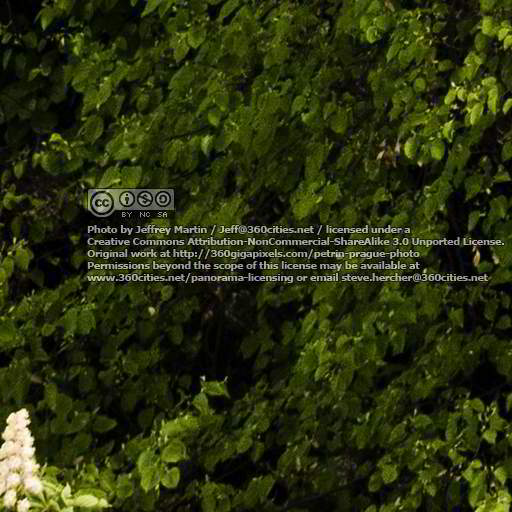 cc
BY NC SA
Photo by Jeffrey Martin / Jeff@360cities.net / licensed under a
Creative Commons Attribution-NonCommercial-ShareAlike 3.0 Unported License.
Original work at http://360gigapixels.com/petrin-prague-photo
Permissions beyond the scope of this license may be available at
www.360cities.net/panorama-licensing or email steve.hercher@360cities.net